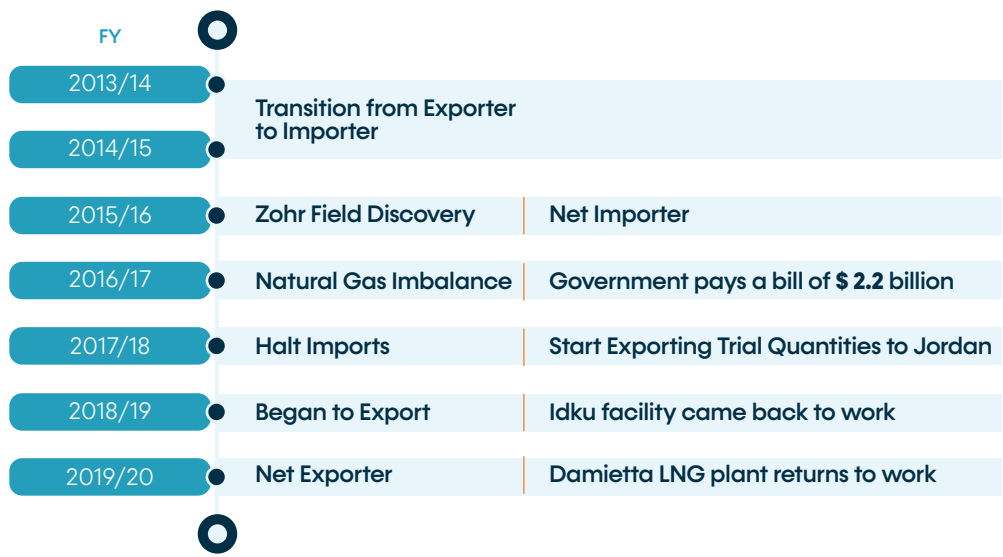 FY
2013/14
Transition from Exporter
to Importer
2014/15
2015/16
Zohr Field Discovery
Net Importer
2016/17
Natural Gas Imbalance
Government pays a bill of $ 2.2 billion
2017/18
Halt Imports
Start Exporting Trial Quantities to Jordan
2018/19
Began to Export
Idku facility came back to work
2019/20
Net Exporter
Damietta LNG plant returns to work